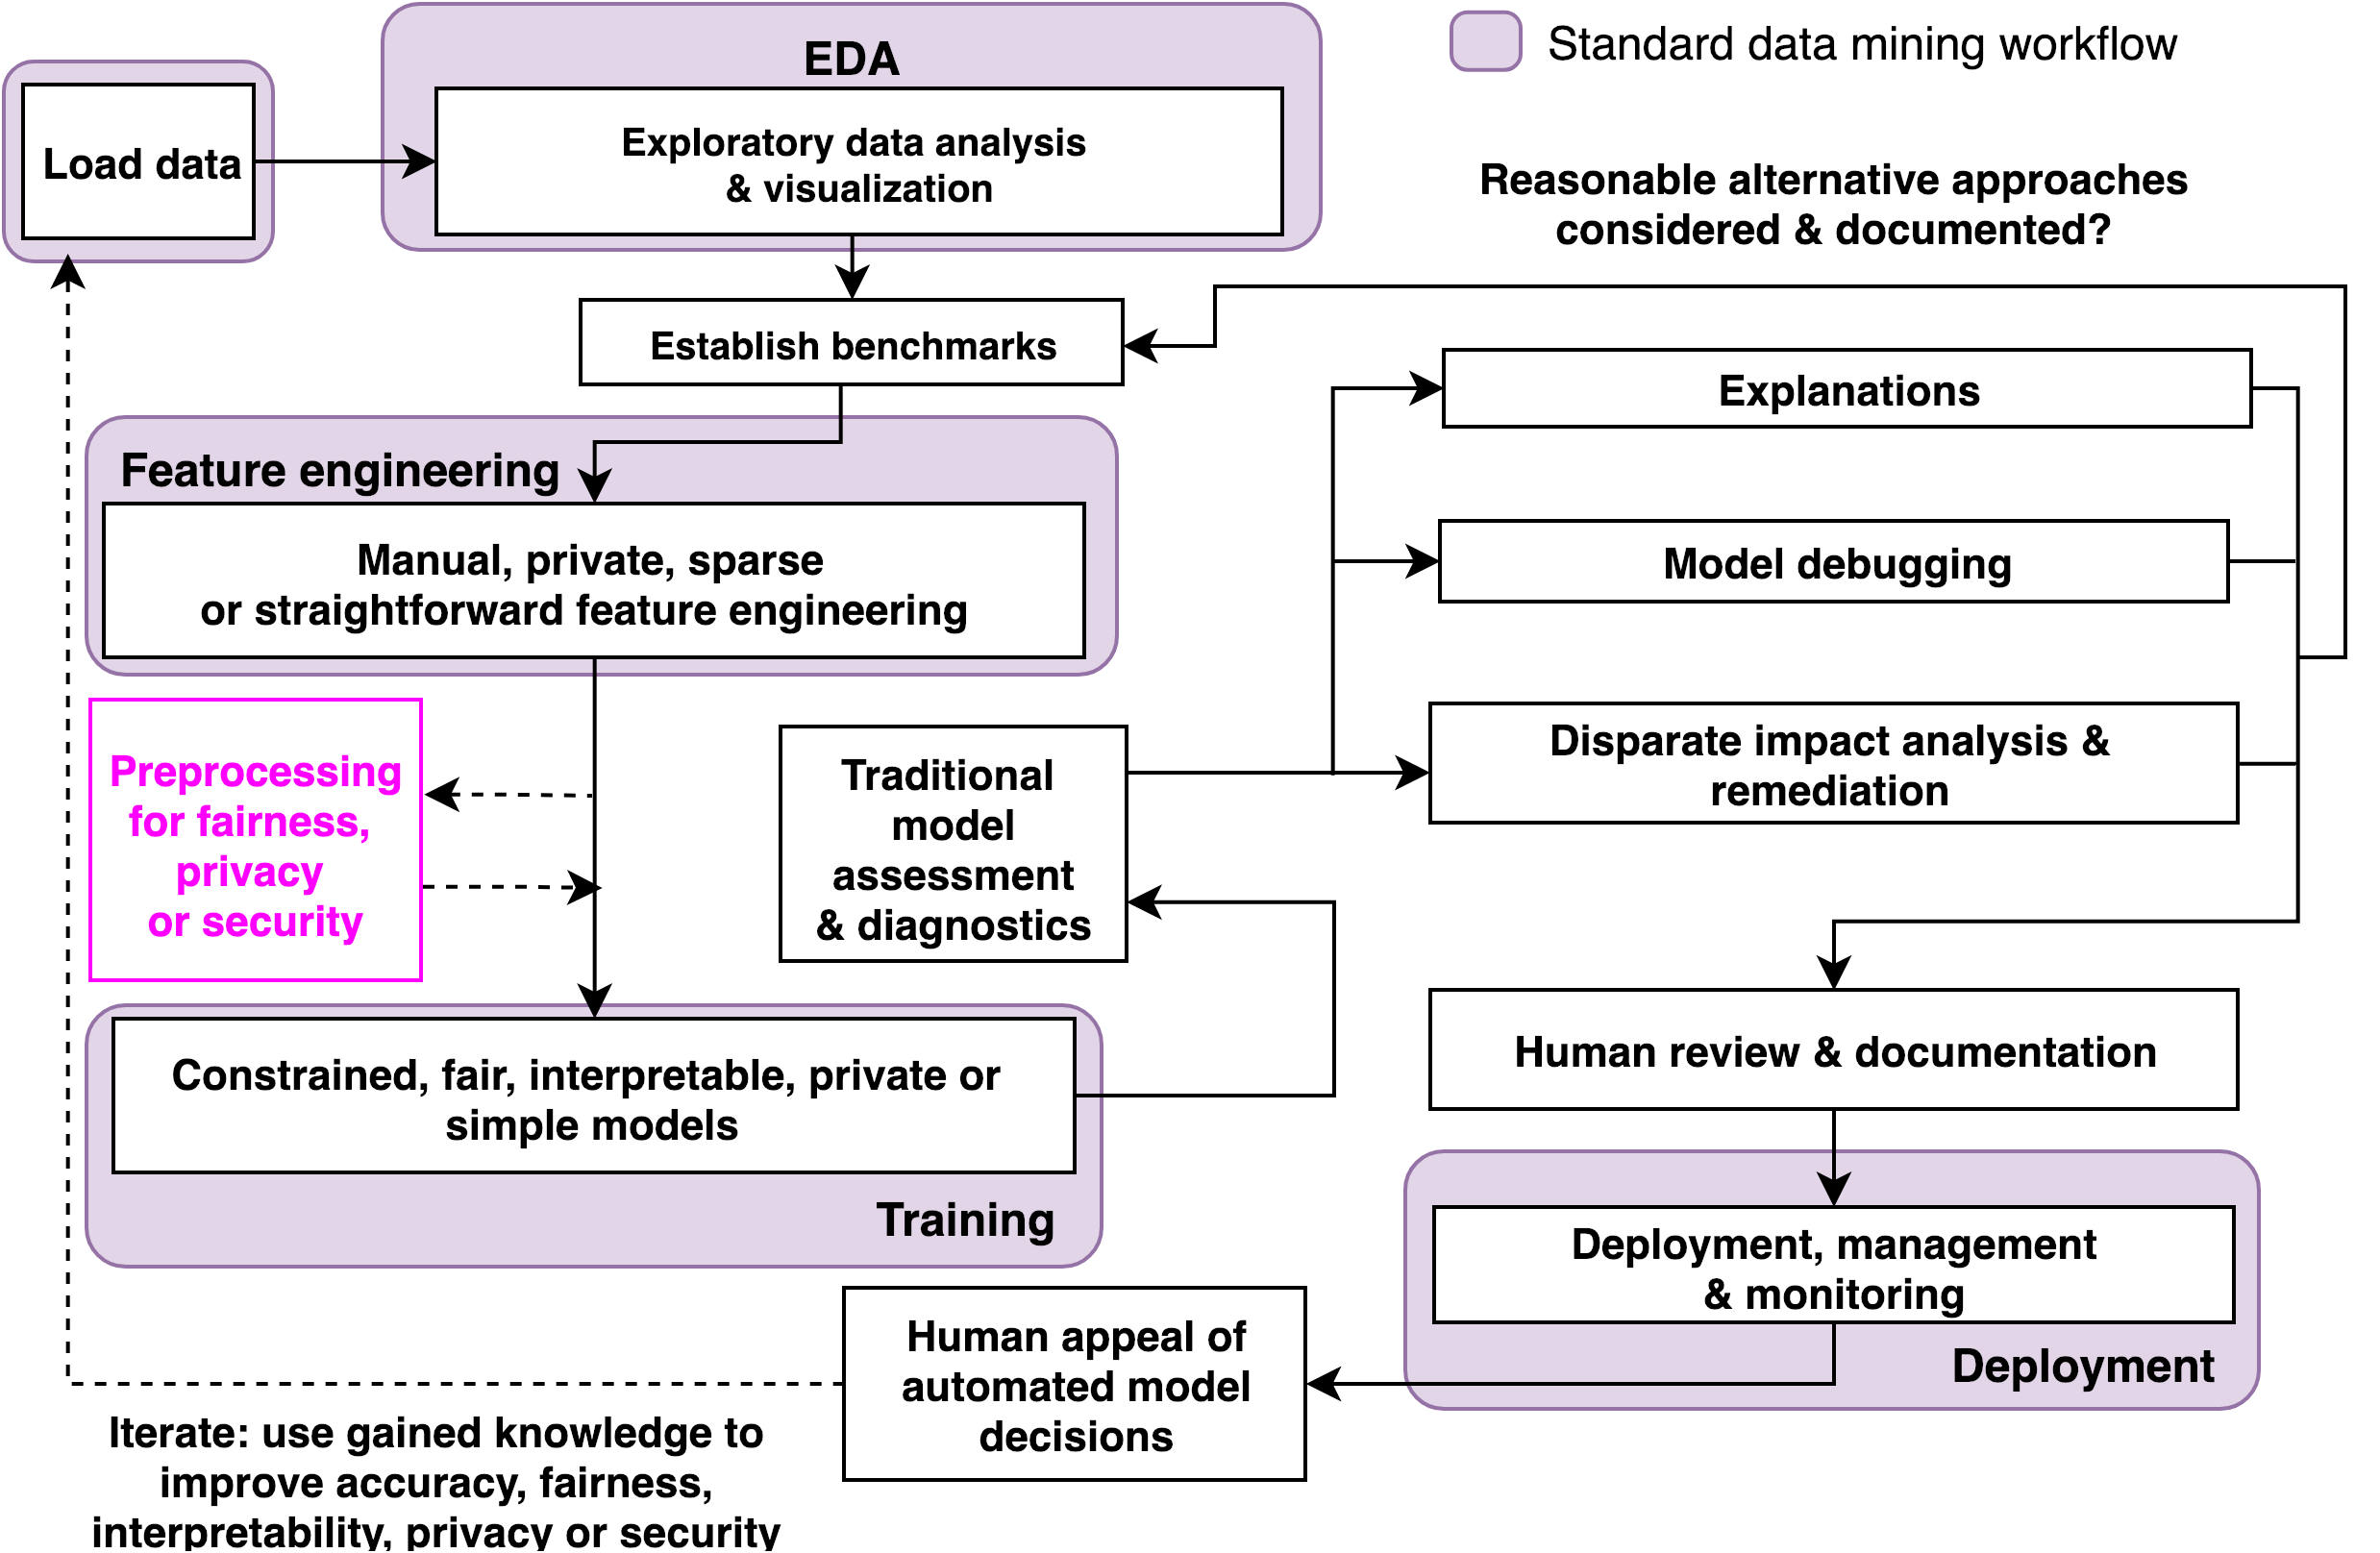 EDA
Standard data mining workflow
Load data
Exploratory data analysis
& visualization
Reasonable alternative approaches
considered & documented?
Establish benchmarks
Explanations
Feature engineering
Manual, private, sparse
or straightforward feature engineering
Model debugging
Preprocessing
for fairness,
privacy
or security
Traditional
model
assessment
& diagnostics
Disparate impact analysis &
remediation
Constrained, fair, interpretable, private or
simple models
Training
Human review & documentation
Deployment, management
& monitoring
Deployment
Human appeal of
automated model
decisions
Iterate: use gained knowledge to
improve accuracy, fairness,
interpretability, privacy or security